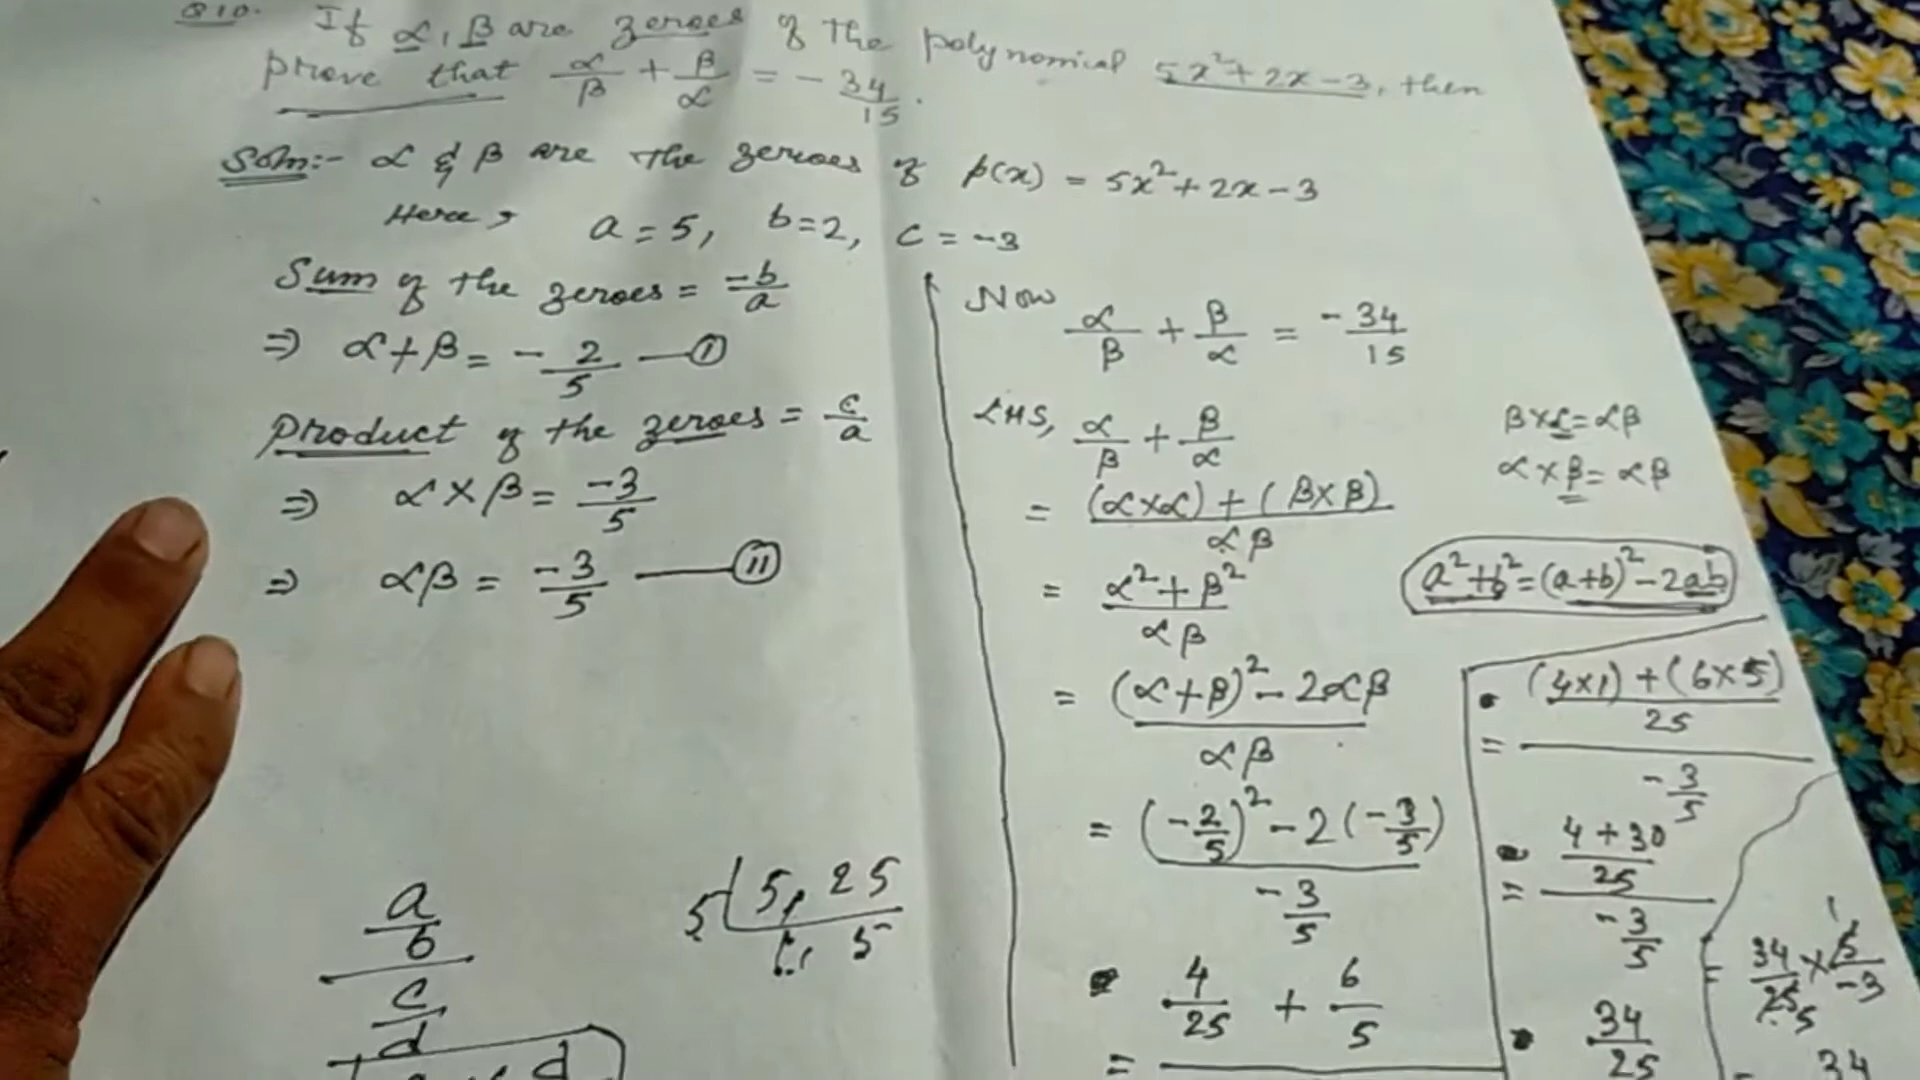 Q10. If α, β are zeroes of the polynomial 5x²+2x-3, then
prove that α/β + β/α = -34/15.
Soln:- α & β are the zeroes of p(x) = 5x²+2x-3
Here, a=5, b=2, c=-3
Sum of the zeroes = -b/a
⇒ α+β = -2/5 — (I)
Product of the zeroes = c/a
⇒ α×β = -3/5
⇒ αβ = -3/5 — (II)
a/b
c/d
5 | 5, 25
5
Now
α/β + β/α = -34/15
LHS, α/β + β/α
= (α×α) + (β×β) / αβ
= α²+β² / αβ
= (α+β)²-2αβ / αβ
= (-2/5)²-2(-3/5) / -3/5
4/25 + 6/5
=
β×α=αβ
α×β=αβ
a²+b²=(a+b)²-2ab
= (4×1)+(6×5)/25 / -3/5
= 4+30/25 / -3/5
34/25
= 34/25 × 5/-3
1
5
= 34